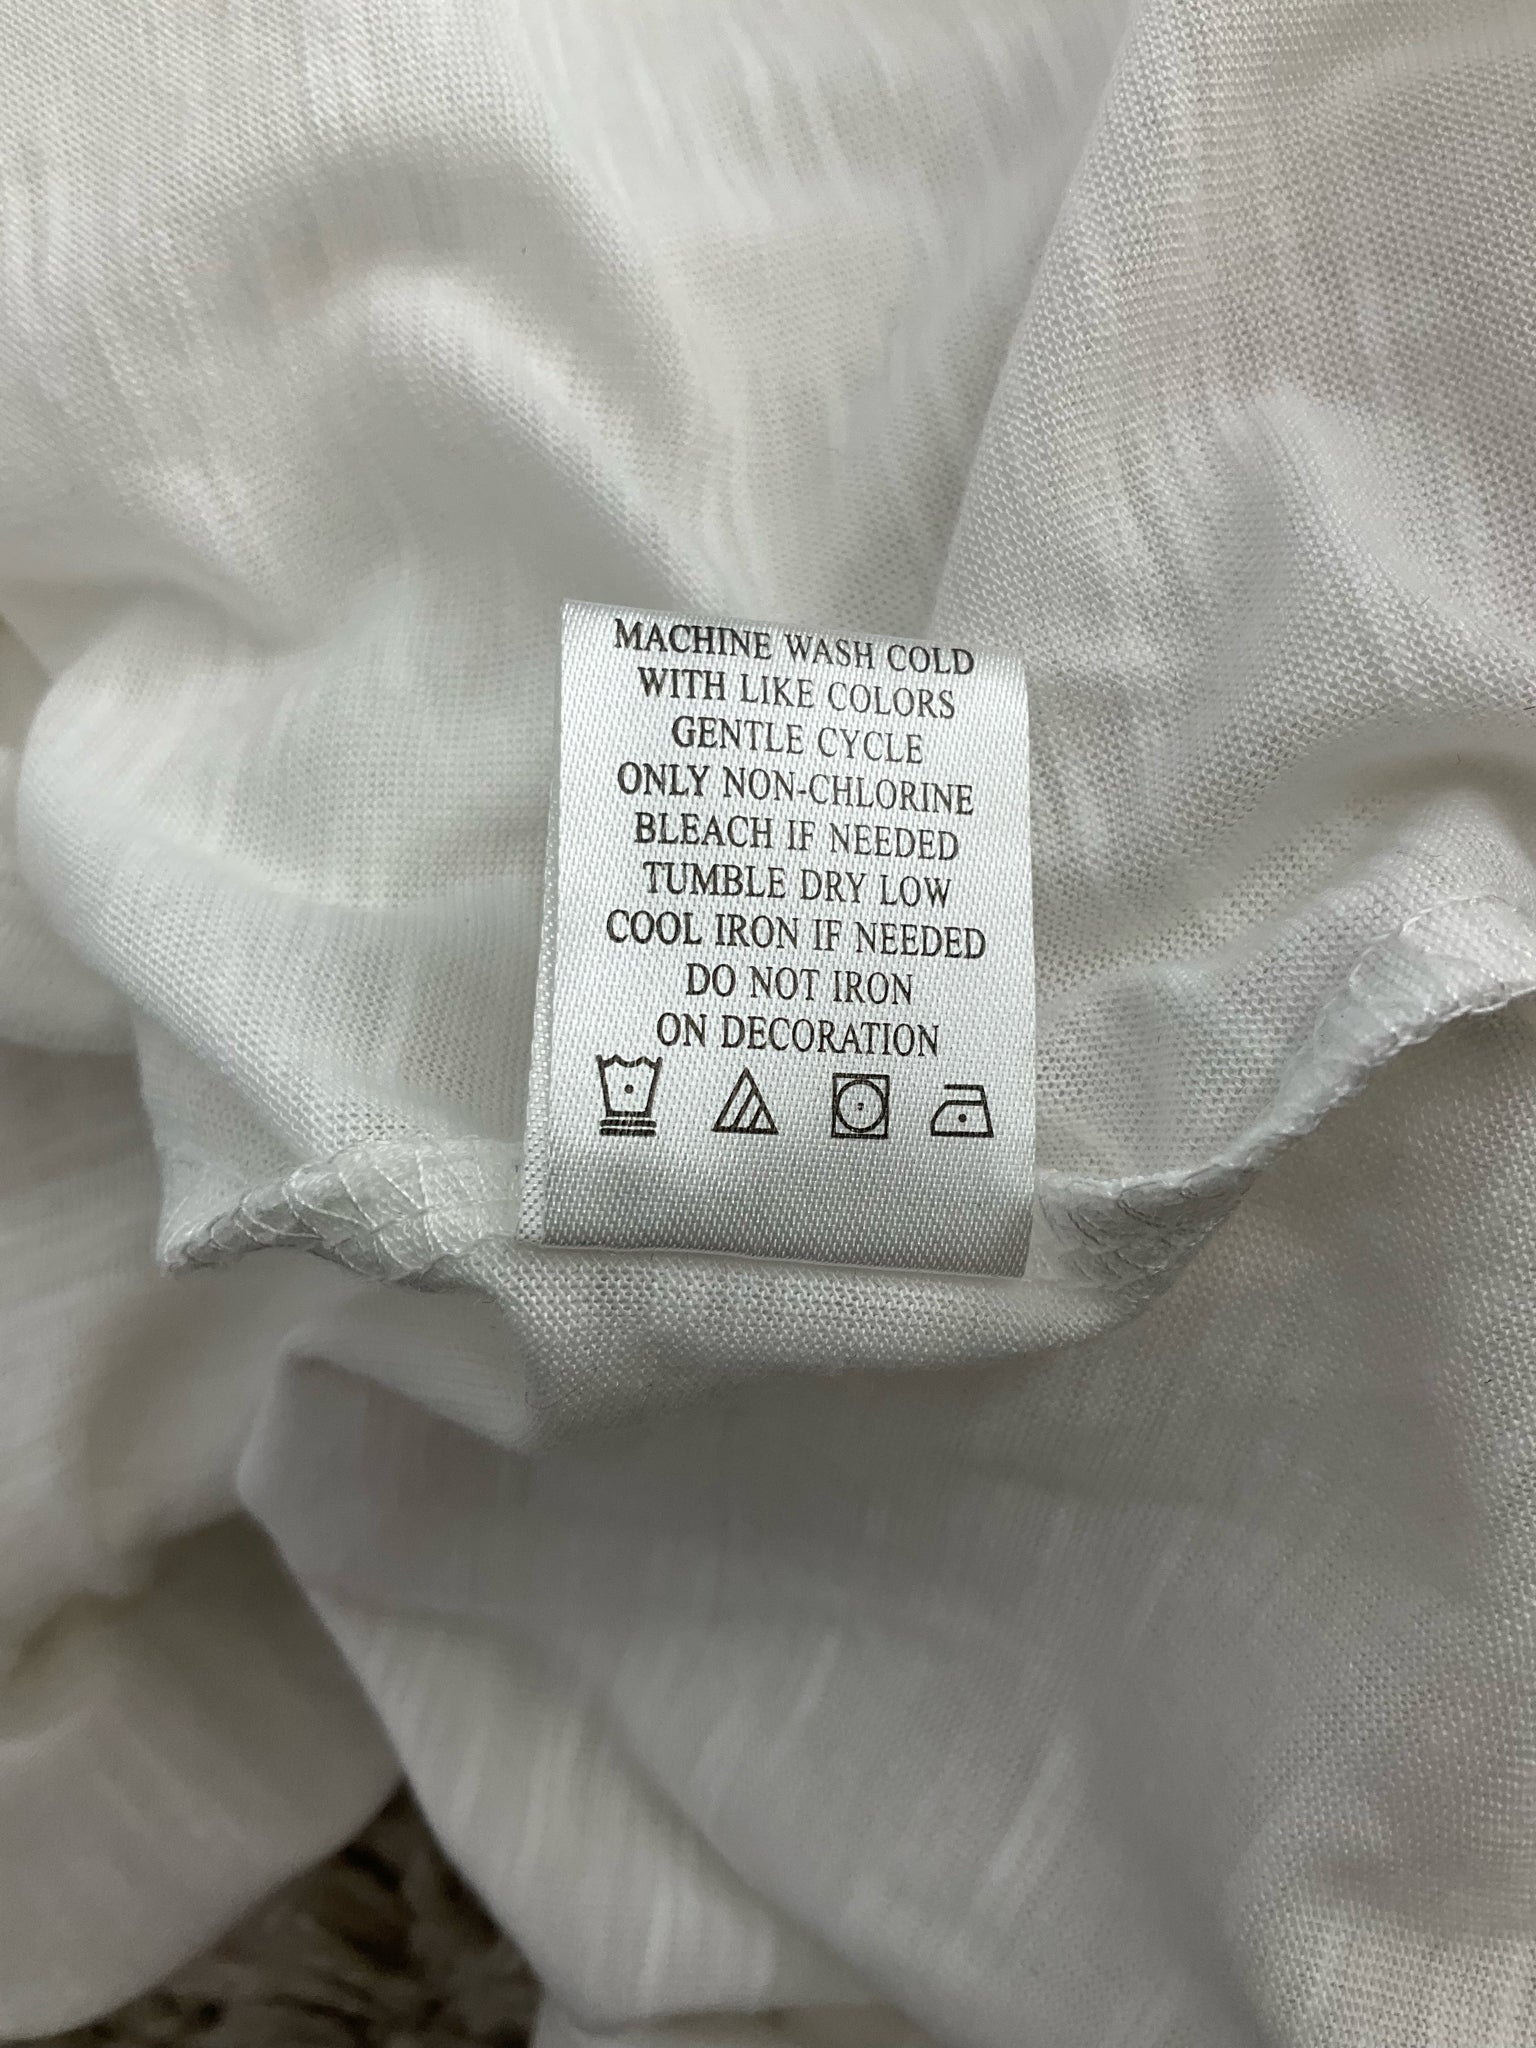 MACHINE WASH COLD
WITH LIKE COLORS
GENTLE CYCLE
ONLY NON-CHLORINE
BLEACH IF NEEDED
TUMBLE DRY LOW
COOL IRON IF NEEDED
DO NOT IRON
ON DECORATION